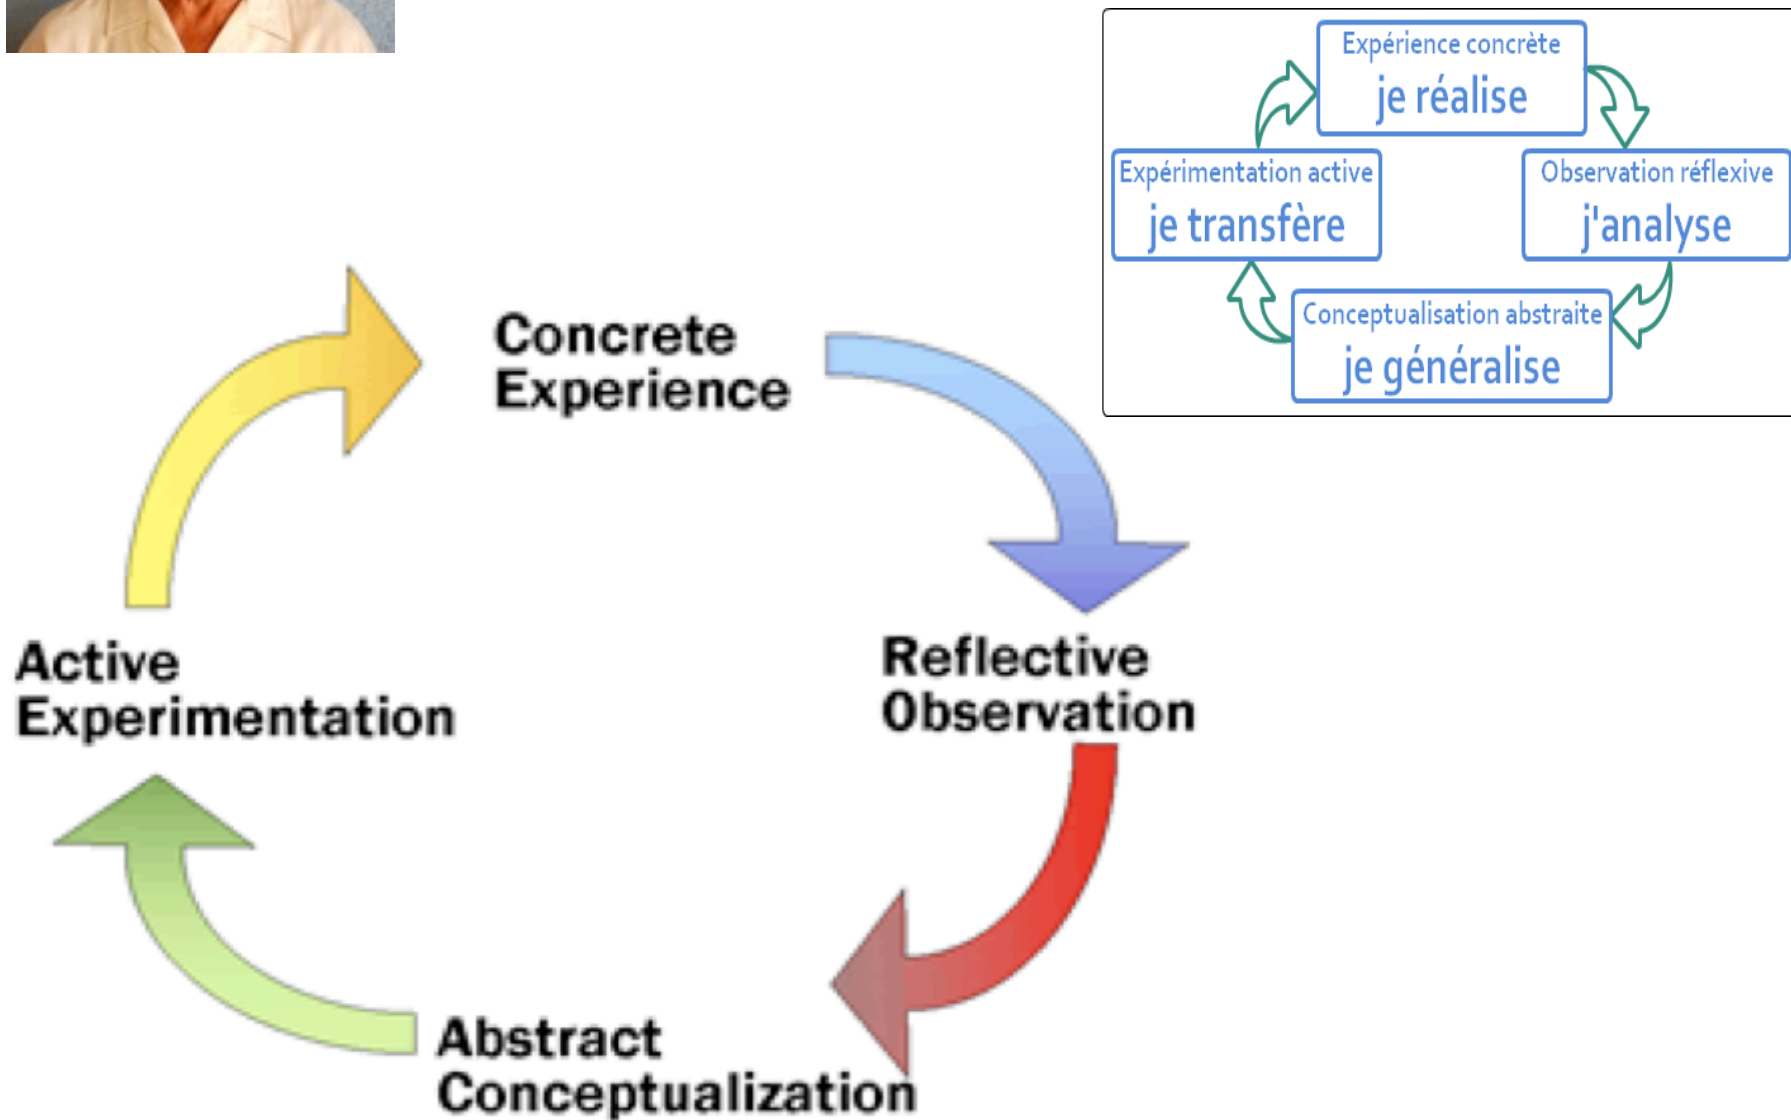 Expérience concrète
je réalise
Expérimentation active
je transfère
Observation réflexive
j'analyse
Conceptualisation abstraite
je généralise
Concrete
Experience
Reflective
Observation
Active
Experimentation
Abstract
Conceptualization